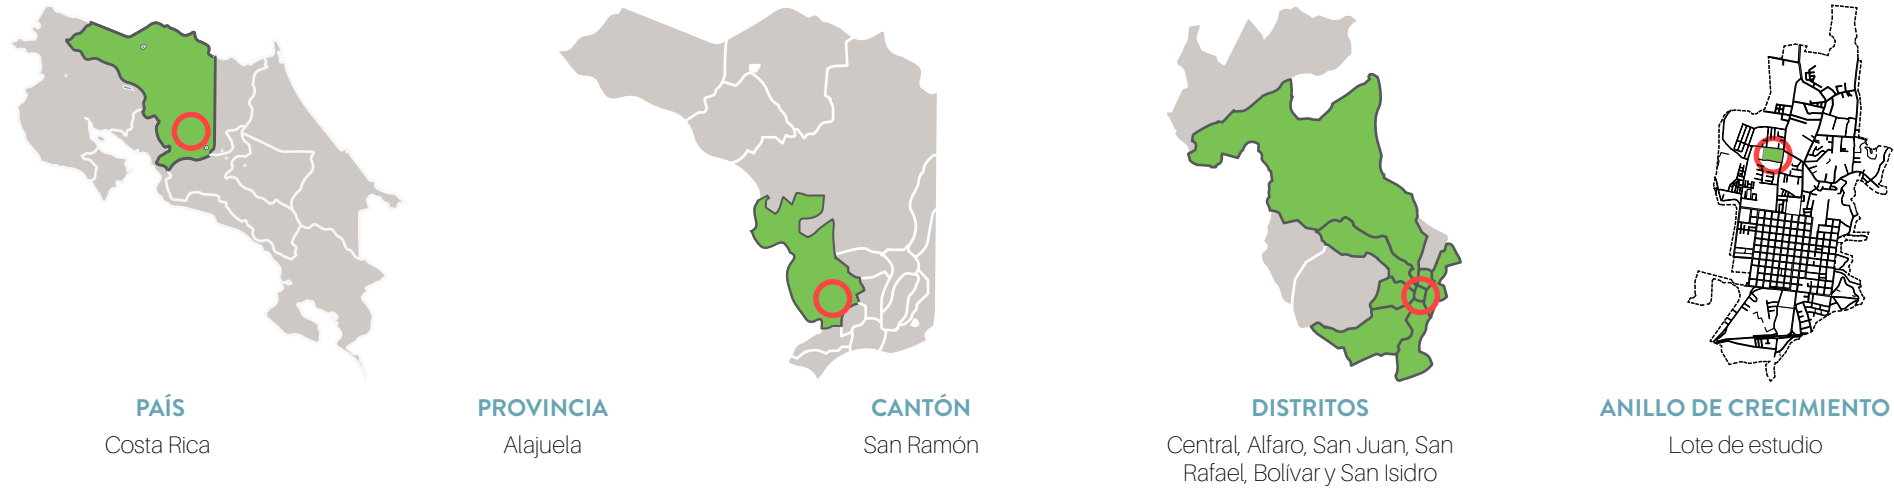 PAÍS
Costa Rica
PROVINCIA
Alajuela
CANTÓN
San Ramón
DISTRITOS
Central, Alfaro, San Juan, San
Rafael, Bolívar y San Isidro
ANILLO DE CRECIMIENTO
Lote de estudio